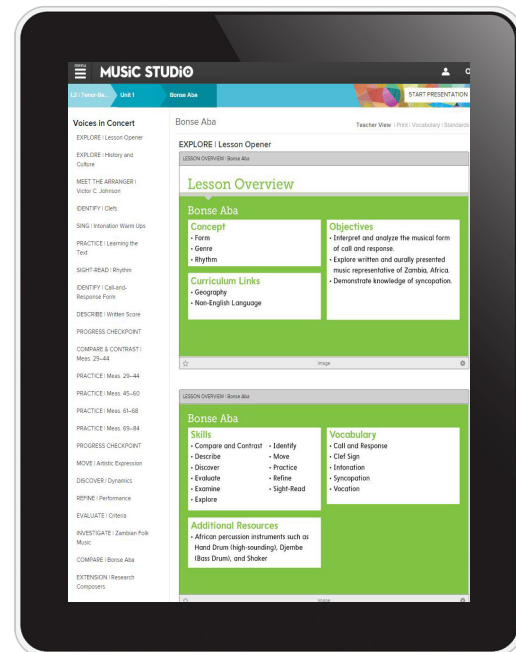 menu
MUSiC STUDiO
L2 | Tenor-Ba... Unit 1 Bonse Aba
START PRESENTATION
Voices in Concert
EXPLORE | Lesson Opener
EXPLORE | History and
Culture
MEET THE ARRANGER |
Victor C. Johnson
IDENTIFY | Clefs
SING | Intonation Warm Ups
PRACTICE | Learning the
Text
SIGHT-READ | Rhythm
IDENTIFY | Call-and-
Response Form
DESCRIBE | Written Score
PROGRESS CHECKPOINT
COMPARE & CONTRAST |
Meas. 29–44
PRACTICE | Meas. 29–44
PRACTICE | Meas. 45–60
PRACTICE | Meas. 61–68
PRACTICE | Meas. 69–84
PROGRESS CHECKPOINT
MOVE | Artistic Expression
DISCOVER | Dynamics
REFINE | Performance
EVALUATE | Criteria
INVESTIGATE | Zambian Folk
Music
COMPARE | Bonse Aba
EXTENSION | Research
Composers
Bonse Aba
Teacher View | Print | Vocabulary | Standards
EXPLORE | Lesson Opener
LESSON OVERVIEW | Bonse Aba
Lesson Overview
Bonse Aba
Concept
• Form
• Genre
• Rhythm
Curriculum Links
• Geography
• Non-English Language
Objectives
• Interpret and analyze the musical form
of call and response.
• Explore written and aurally presented
music representative of Zambia, Africa.
• Demonstrate knowledge of syncopation.
Image
LESSON OVERVIEW | Bonse Aba
Bonse Aba
Skills
• Compare and Contrast
• Describe
• Discover
• Evaluate
• Examine
• Explore
• Identify
• Move
• Practice
• Refine
• Sight-Read
Vocabulary
• Call and Response
• Clef Sign
• Intonation
• Syncopation
• Vocation
Additional Resources
• African percussion instruments such as
Hand Drum (high-sounding), Djembe
(Bass Drum), and Shaker
Image